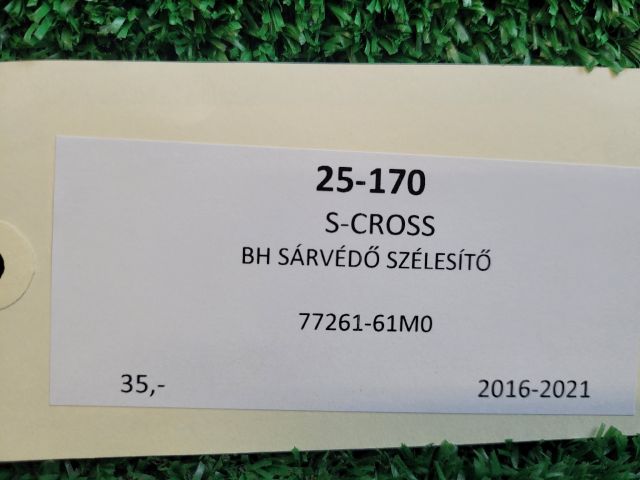 25-170
S-CROSS
BH SÁRVÉDŐ SZÉLESÍTŐ
77261-61M0
35,- 2016-2021